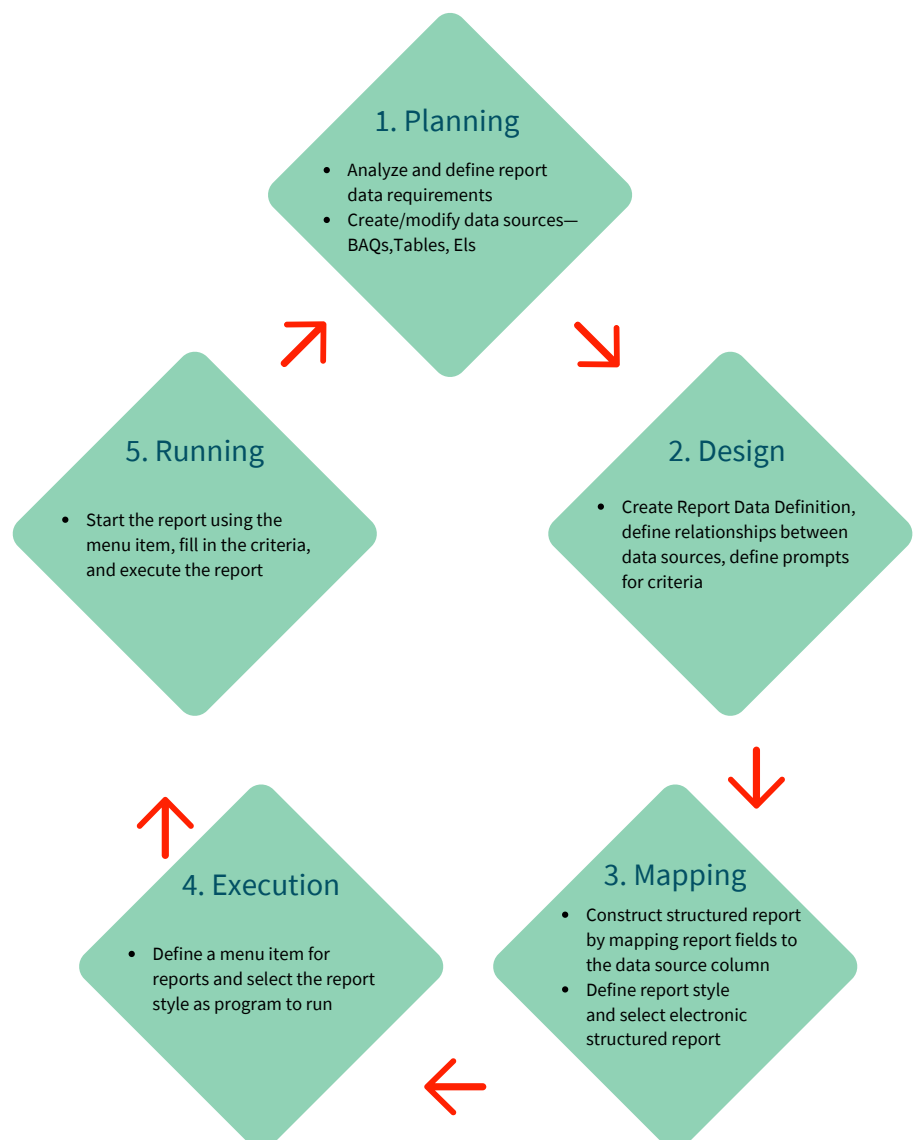 1. Planning
• Analyze and define report
data requirements
• Create/modify data sources—
BAQs,Tables, Els
2. Design
• Create Report Data Definition,
define relationships between
data sources, define prompts
for criteria
3. Mapping
• Construct structured report
by mapping report fields to
the data source column
• Define report style
and select electronic
structured report
4. Execution
• Define a menu item for
reports and select the report
style as program to run
5. Running
• Start the report using the
menu item, fill in the criteria,
and execute the report